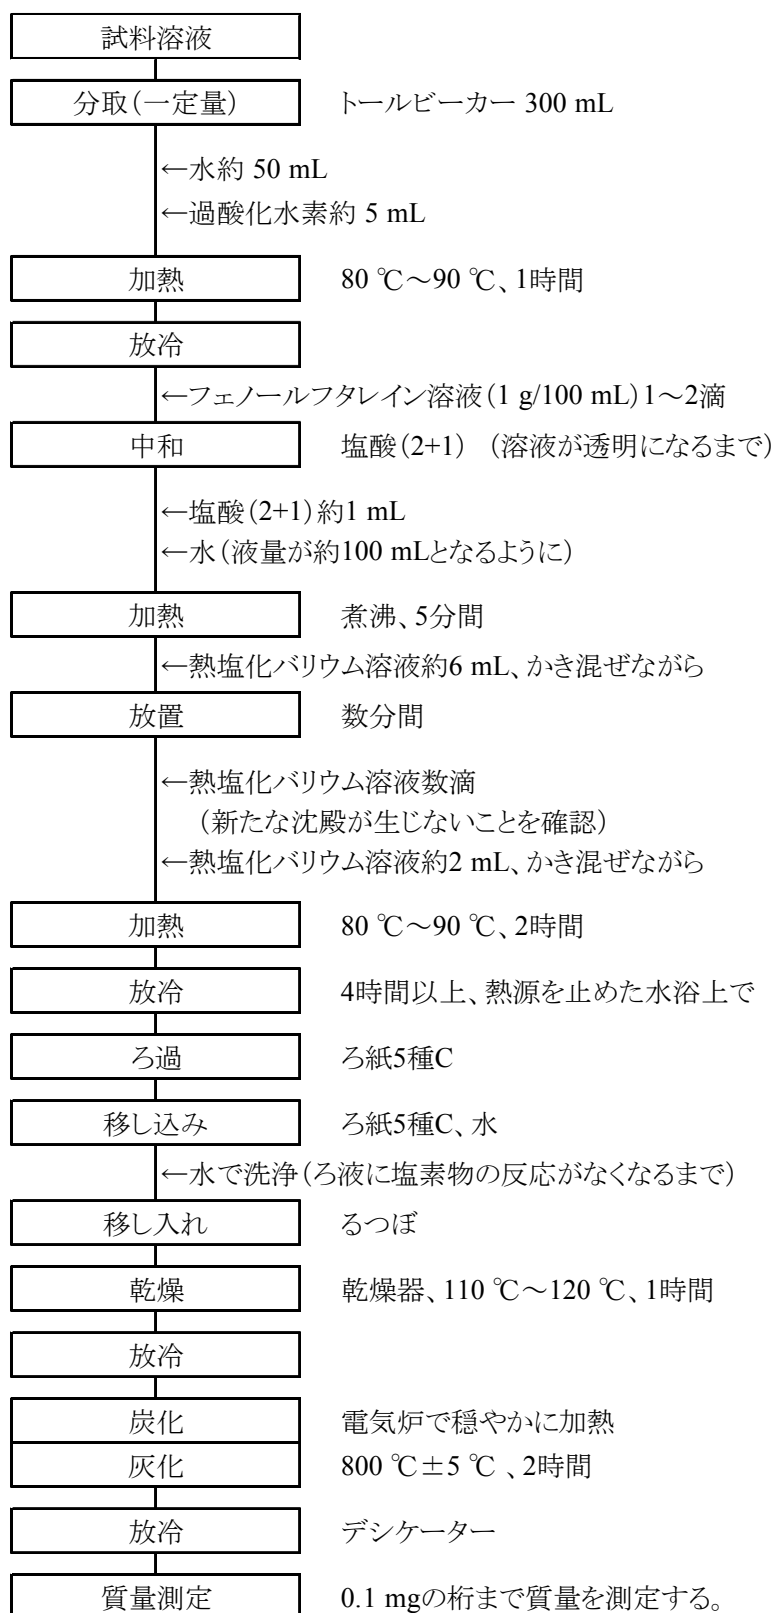 試料溶液
分取(一定量) トールビーカー 300 mL
←水約 50 mL
←過酸化水素約 5 mL
加熱 80 ℃～90 ℃、1時間
放冷
←フェノールフタレイン溶液(1 g/100 mL)1～2滴
中和 塩酸(2+1) (溶液が透明になるまで)
←塩酸(2+1)約1 mL
←水(液量が約100 mLとなるように)
加熱 煮沸、5分間
←熱塩化バリウム溶液約6 mL、かき混ぜながら
放置 数分間
←熱塩化バリウム溶液数滴
(新たな沈殿が生じないことを確認)
←熱塩化バリウム溶液約2 mL、かき混ぜながら
加熱 80 ℃～90 ℃、2時間
放冷 4時間以上、熱源を止めた水浴上で
ろ過 ろ紙5種C
移し込み ろ紙5種C、水
←水で洗浄(ろ液に塩素物の反応がなくなるまで)
移し入れ るつぼ
乾燥 乾燥器、110 ℃～120 ℃、1時間
放冷
炭化 電気炉で穏やかに加熱
灰化 800 ℃±5 ℃ 、2時間
放冷 デシケーター
質量測定 0.1 mgの桁まで質量を測定する。